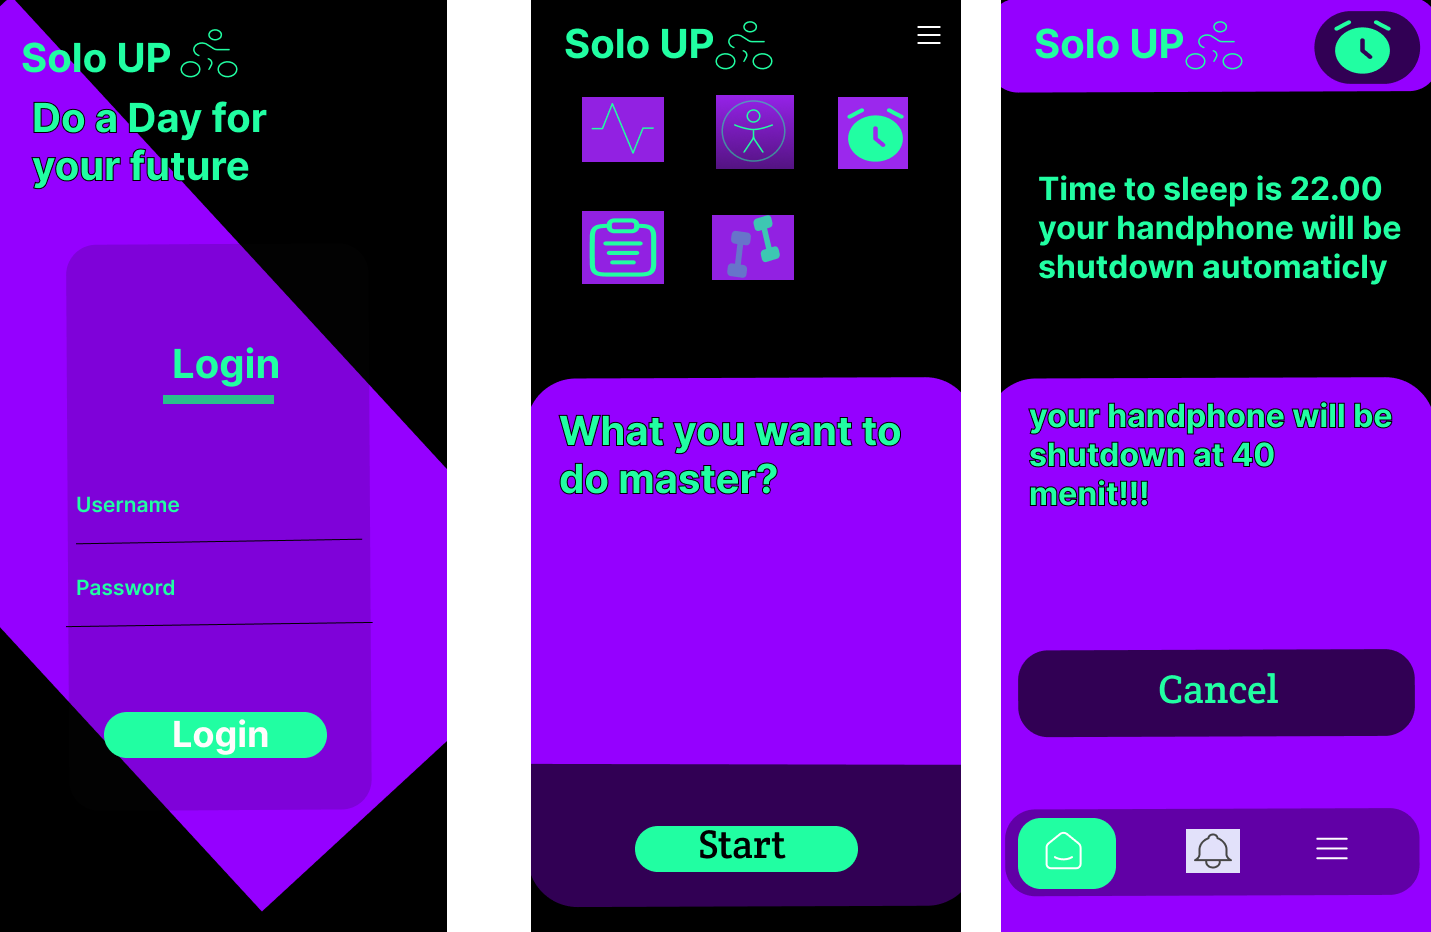 Solo UP
Do a Day for
your future
Login
Username
Password
Login
Solo UP
What you want to
do master?
Start
Solo UP
Time to sleep is 22.00
your handphone will be
shutdown automaticly
your handphone will be
shutdown at 40
menit!!!
Cancel